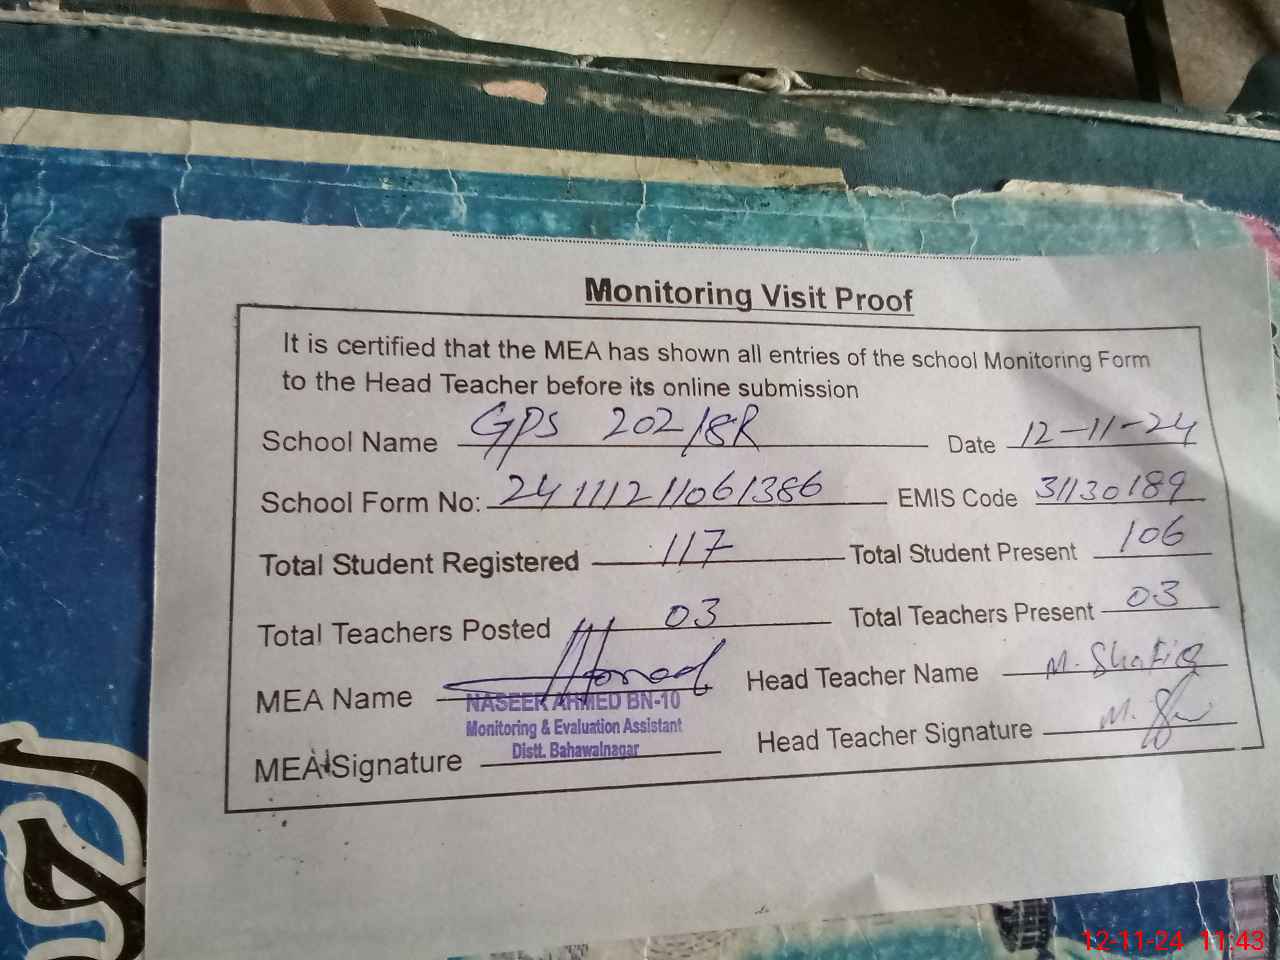 Monitoring Visit Proof
It is certified that the MEA has shown all entries of the school Monitoring Form
to the Head Teacher before its online submission
School Name GPS 202/8R Date 12-11-24
School Form No: 24111211061386 EMIS Code 31130189
Total Student Registered 117 Total Student Present 106
Total Teachers Posted 03 Total Teachers Present 03
MEA Name Head Teacher Name M. Shafiq
NASEER AHMED BN-10
Monitoring & Evaluation Assistant
Distt. Bahawalnagar
MEA Signature Head Teacher Signature M.
12-11-24 11:43